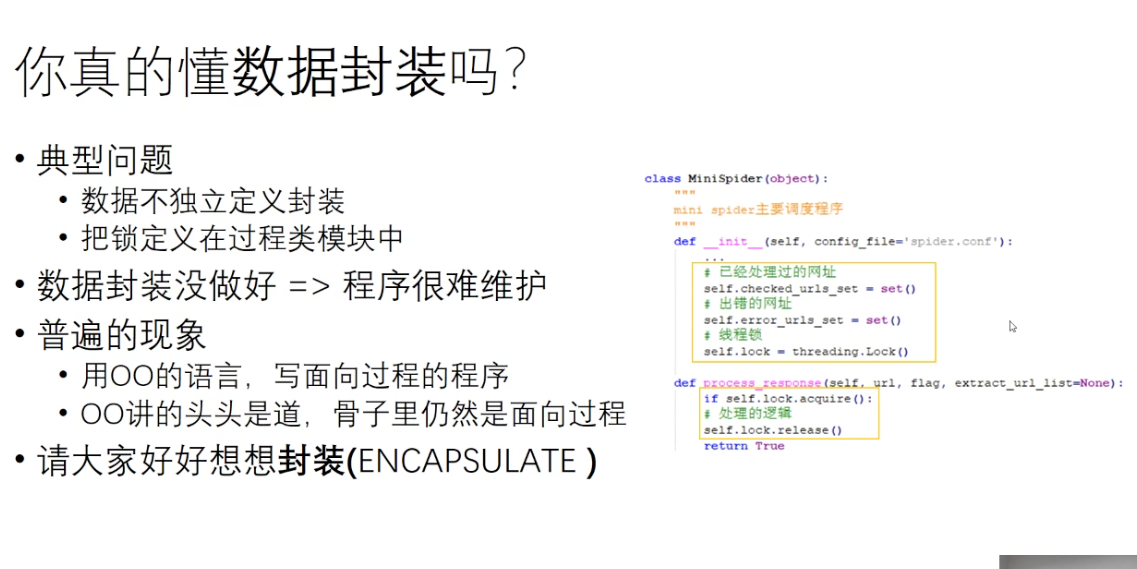 你真的懂数据封装吗?
• 典型问题
• 数据不独立定义封装
• 把锁定义在过程类模块中
• 数据封装没做好 => 程序很难维护
• 普遍的现象
• 用OO的语言,写面向过程的程序
• OO讲的头头是道,骨子里仍然是面向过程
• 请大家好好想想封装(ENCAPSULATE )
class MiniSpider(object):
"""
mini spider主要调度程序
"""
def __init__(self, config_file='spider.conf'):
...
# 已经处理过的网址
self.checked_urls_set = set()
# 出错的网址
self.error_urls_set = set()
# 线程锁
self.lock = threading.Lock()
def process_response(self, url, flag, extract_url_list=None):
if self.lock.acquire():
# 处理的逻辑
self.lock.release()
return True